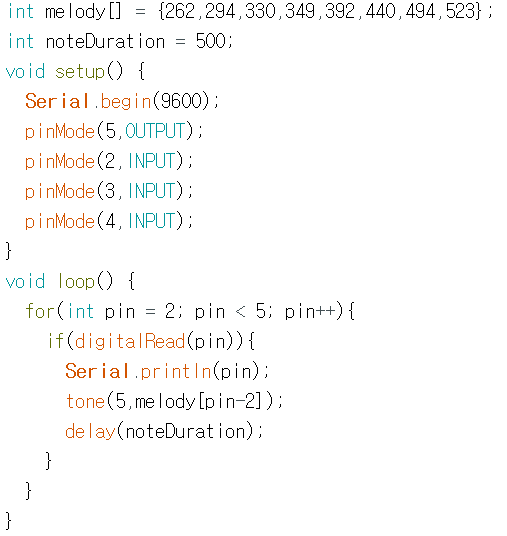 int melody[] = {262,294,330,349,392,440,494,523};
int noteDuration = 500;
void setup() {
  Serial.begin(9600);
  pinMode(5,OUTPUT);
  pinMode(2,INPUT);
  pinMode(3,INPUT);
  pinMode(4,INPUT);
}
void loop() {
  for(int pin = 2; pin < 5; pin++){
    if(digitalRead(pin)){
      Serial.println(pin);
      tone(5,melody[pin-2]);
      delay(noteDuration);
    }
  }
}